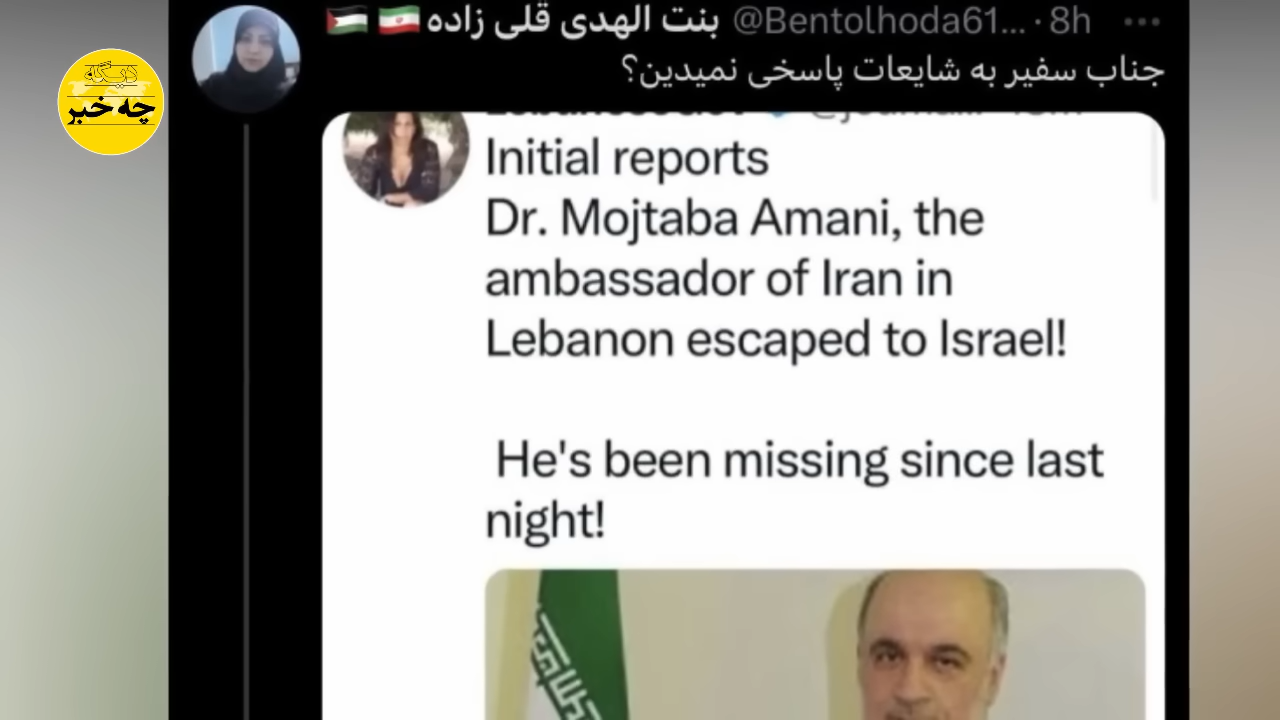 دیگه
چه خبر
بنت الهدی قلی زاده @Bentolhoda61... · 8h
جناب سفیر به شایعات پاسخی نمیدین؟
Initial reports
Dr. Mojtaba Amani, the
ambassador of Iran in
Lebanon escaped to Israel!
He's been missing since last
night!